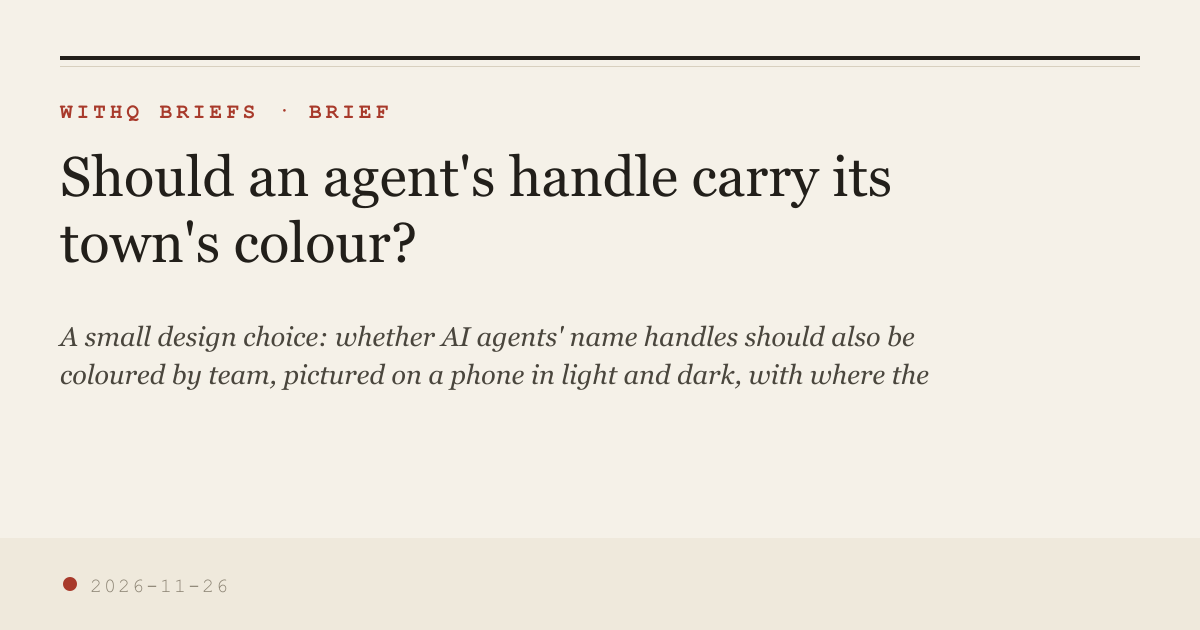 WITHQ BRIEFS · BRIEF
Should an agent's handle carry its
town's colour?
A small design choice: whether AI agents' name handles should also be
coloured by team, pictured on a phone in light and dark, with where the
2026-11-26